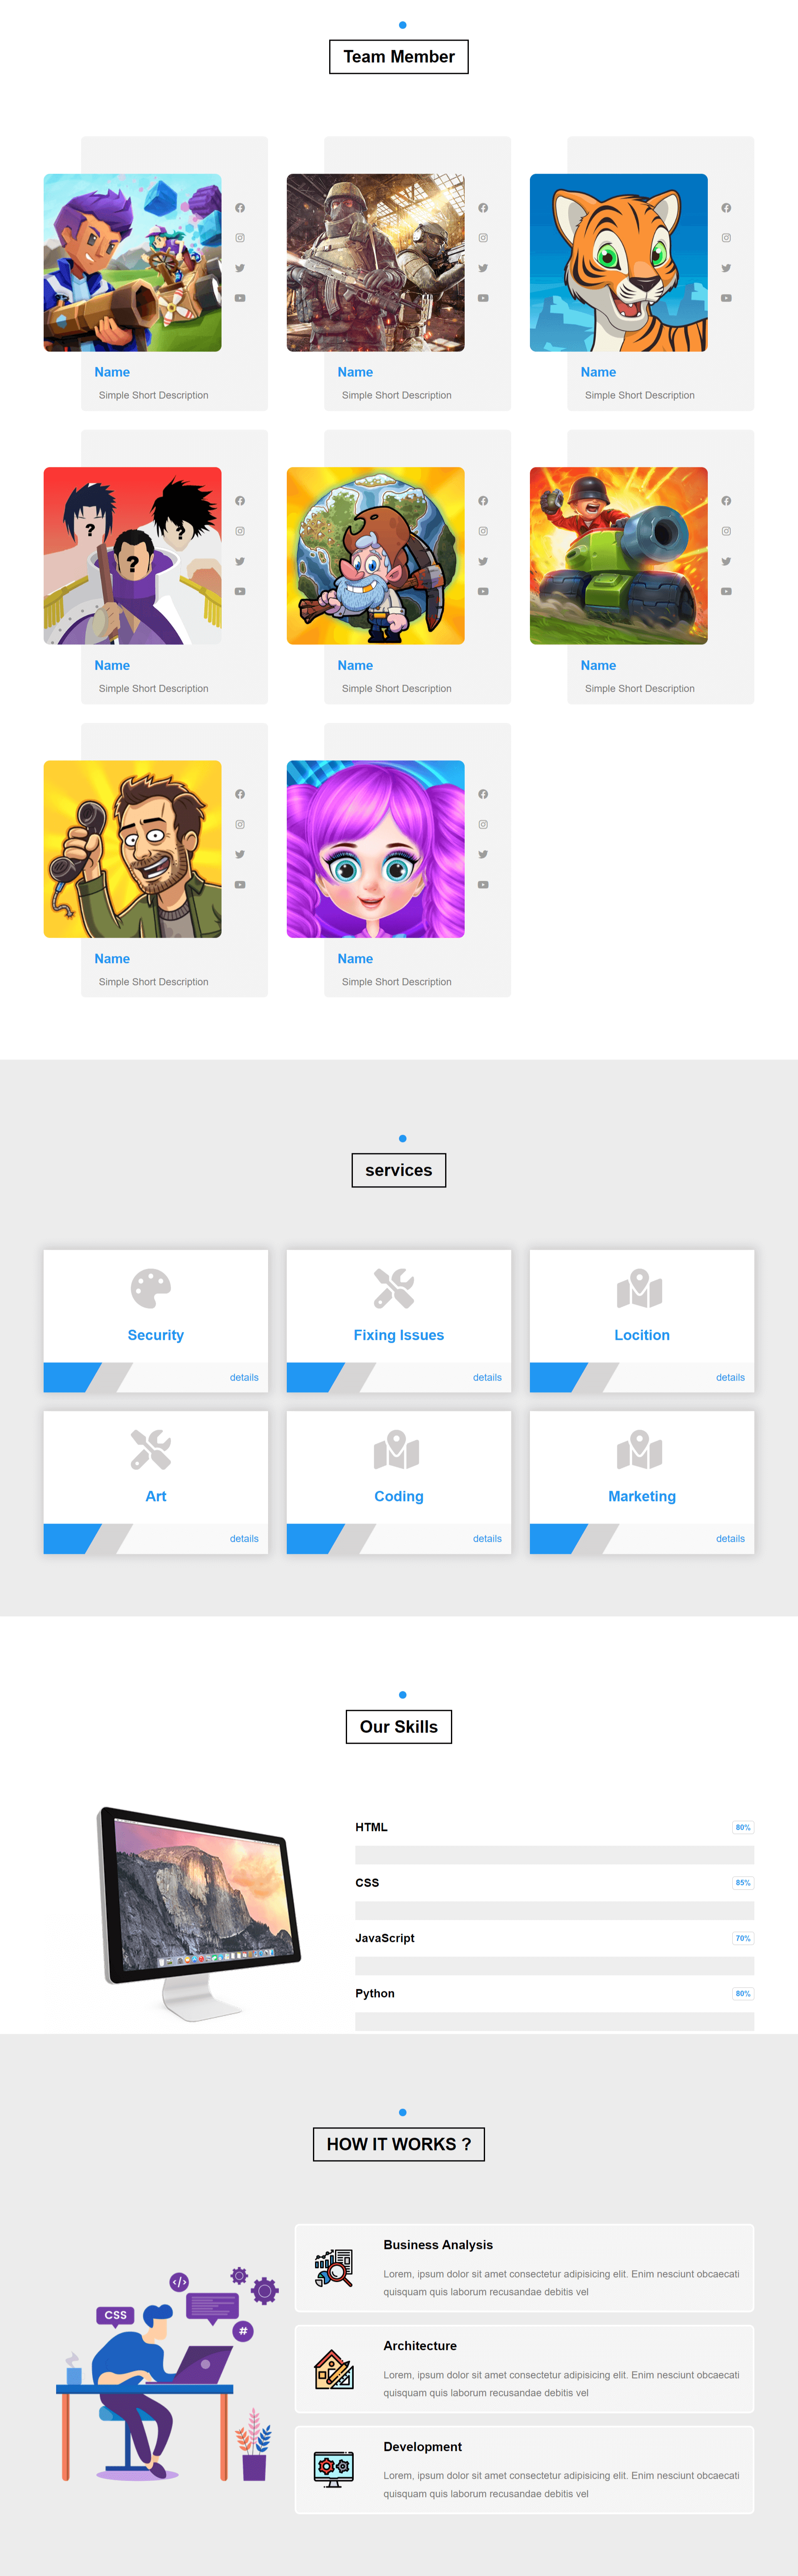 Team Member
Name
Simple Short Description
Name
Simple Short Description
Name
Simple Short Description
?
?
?
Name
Simple Short Description
Name
Simple Short Description
Name
Simple Short Description
Name
Simple Short Description
Name
Simple Short Description
services
Security
details
Fixing Issues
details
Locition
details
Art
details
Coding
details
Marketing
details
Our Skills
HTML
80%
CSS
85%
JavaScript
70%
Python
80%
HOW IT WORKS ?
</>
CSS
#
Business Analysis
Lorem, ipsum dolor sit amet consectetur adipisicing elit. Enim nesciunt obcaecati
quisquam quis laborum recusandae debitis vel
Architecture
Lorem, ipsum dolor sit amet consectetur adipisicing elit. Enim nesciunt obcaecati
quisquam quis laborum recusandae debitis vel
Development
Lorem, ipsum dolor sit amet consectetur adipisicing elit. Enim nesciunt obcaecati
quisquam quis laborum recusandae debitis vel